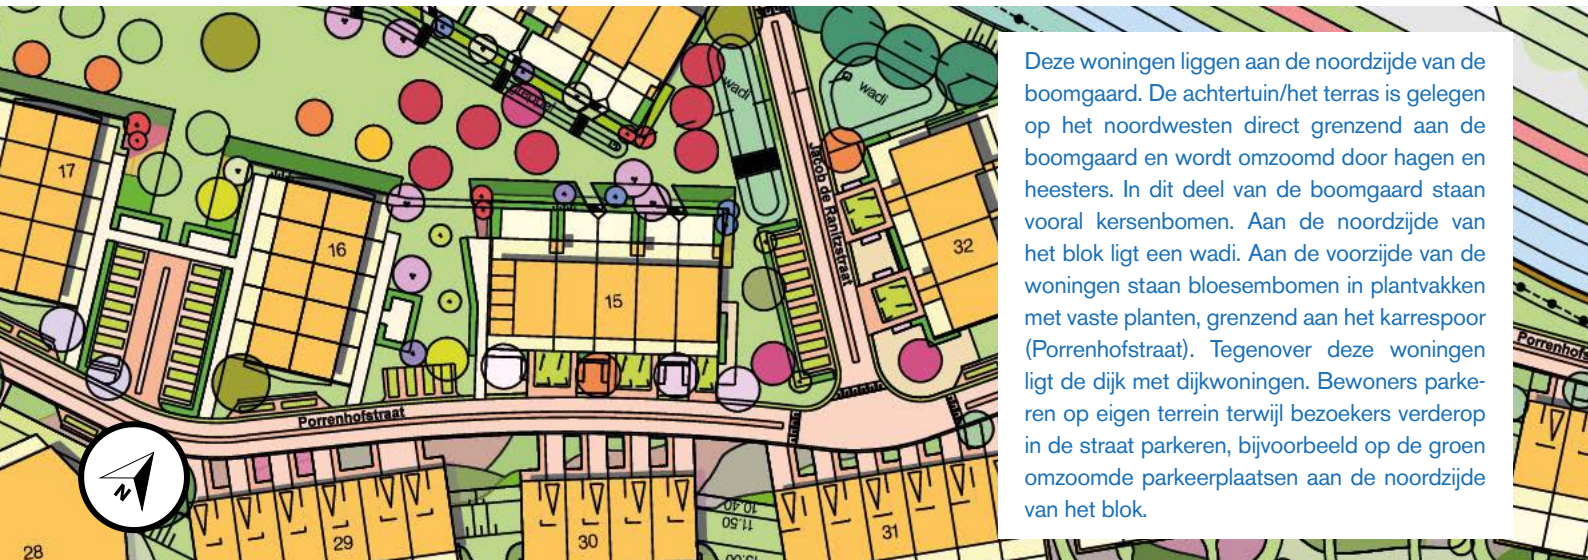 Deze woningen liggen aan de noordzijde van de
boomgaard. De achtertuin/het terras is gelegen
op het noordwesten direct grenzend aan de
boomgaard en wordt omzoomd door hagen en
heesters. In dit deel van de boomgaard staan
vooral kersenbomen. Aan de noordzijde van
het blok ligt een wadi. Aan de voorzijde van de
woningen staan bloesembomen in plantvakken
met vaste planten, grenzend aan het karrespoor
(Porrenhofstraat). Tegenover deze woningen
ligt de dijk met dijkwoningen. Bewoners parke-
ren op eigen terrein terwijl bezoekers verderop
in de straat parkeren, bijvoorbeeld op de groen
omzoomde parkeerplaatsen aan de noordzijde
van het blok.
wadi
wadi
Jacob de Ranitzstraat
17
16
15
32
Porrenhofstraat
Porrenhofs
N
28
29
30
31
10.40
11.50